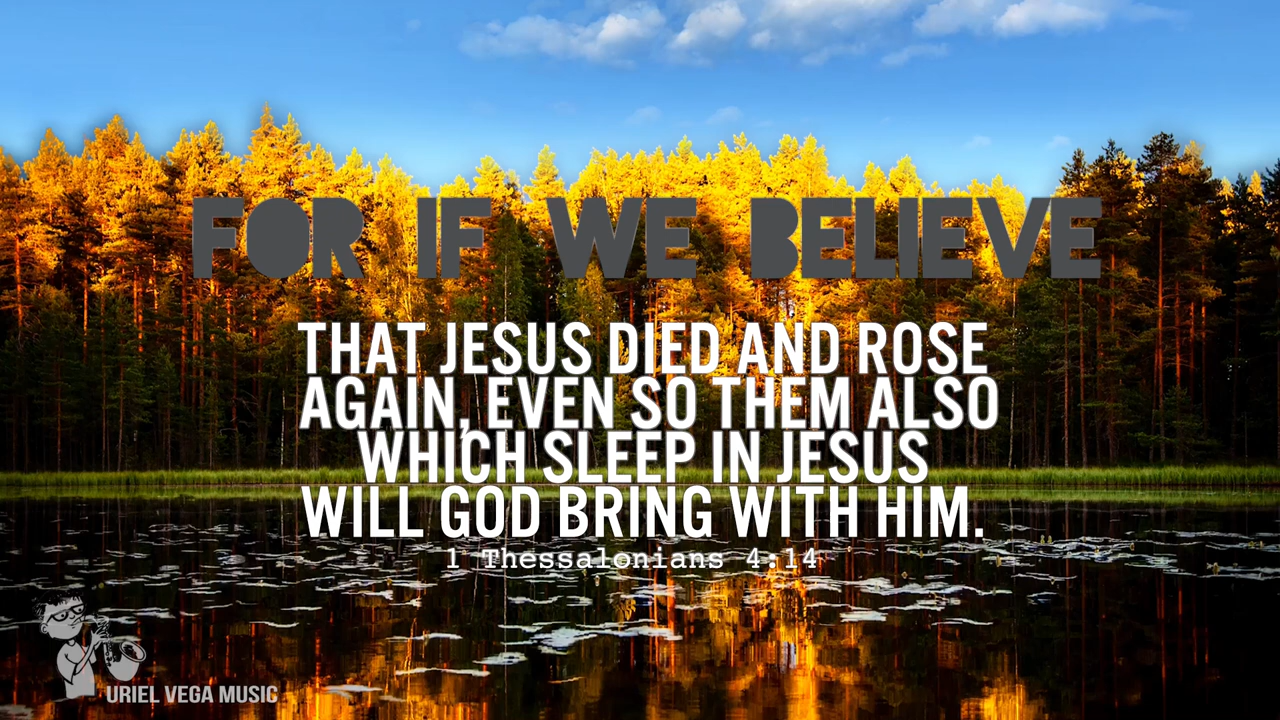 FOR IF WE BELIEVE
THAT JESUS DIED AND ROSE
AGAIN, EVEN SO THEM ALSO
WHICH SLEEP IN JESUS
WILL GOD BRING WITH HIM.
1 Thessalonians 4:14
URIEL VEGA MUSIC